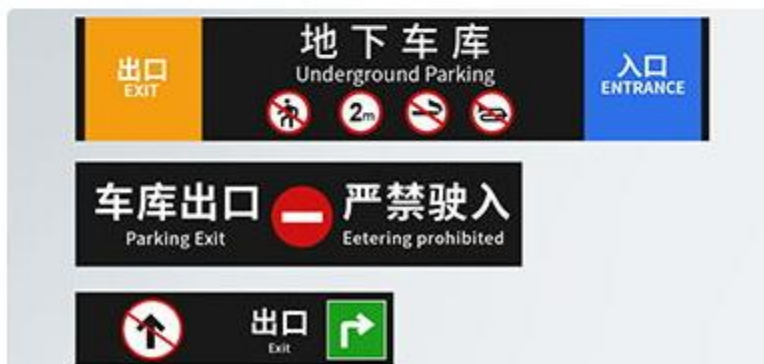 出口
EXIT
地下车库
Underground Parking
2m
入口
ENTRANCE
车库出口
Parking Exit
严禁驶入
Eetering prohibited
出口
Exit